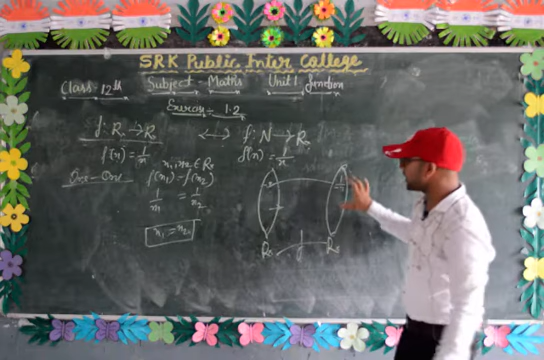 SRK Public Inter College
Class- 12th Subject - Maths Unit 1 function
Exercise- 1.2
f: R. → R. ↔ f: N → R.
f(x) = 1/x x₁, x₂ ∈ R. f(x) = 1/x
One-One f(x₁) = f(x₂)
1/x₁ = 1/x₂
x₁ = x₂
R. f R.